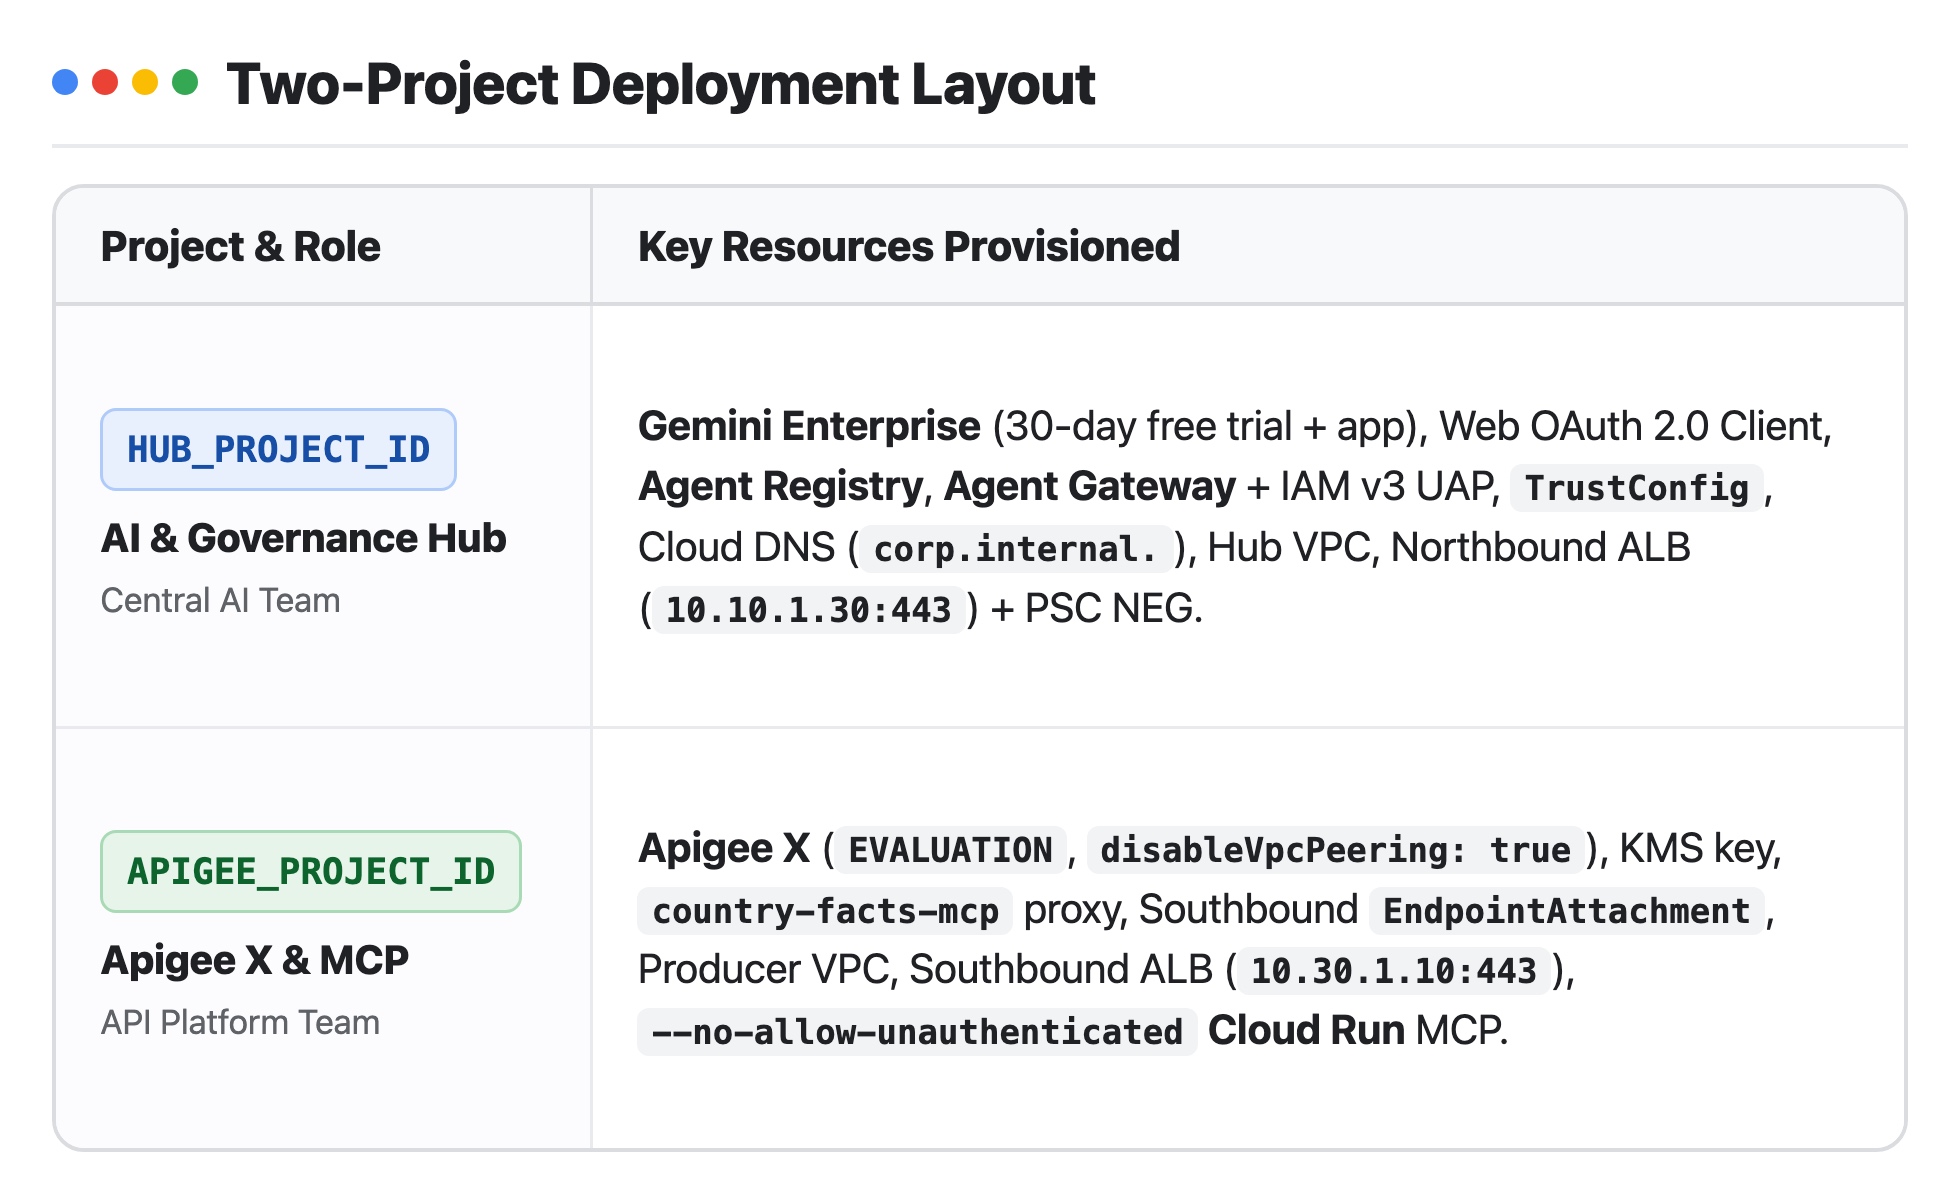 Two-Project Deployment Layout
Project & Role
Key Resources Provisioned
HUB_PROJECT_ID
AI & Governance Hub
Central AI Team
Gemini Enterprise (30-day free trial + app), Web OAuth 2.0 Client,
Agent Registry, Agent Gateway + IAM v3 UAP, TrustConfig,
Cloud DNS (corp.internal.), Hub VPC, Northbound ALB
(10.10.1.30:443) + PSC NEG.
APIGEE_PROJECT_ID
Apigee X & MCP
API Platform Team
Apigee X (EVALUATION, disableVpcPeering: true), KMS key,
country-facts-mcp proxy, Southbound EndpointAttachment,
Producer VPC, Southbound ALB (10.30.1.10:443),
--no-allow-unauthenticated Cloud Run MCP.